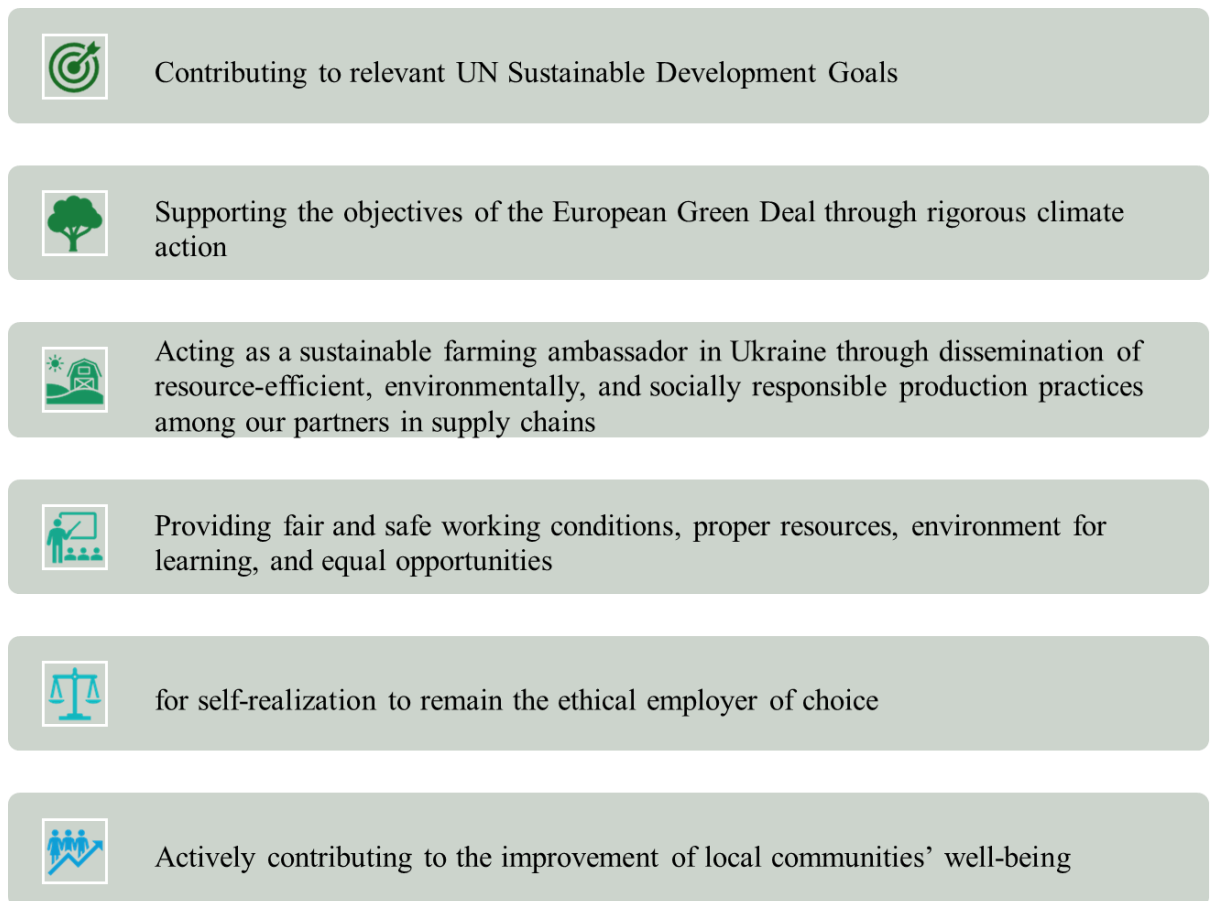 Contributing to relevant UN Sustainable Development Goals
Supporting the objectives of the European Green Deal through rigorous climate
action
Acting as a sustainable farming ambassador in Ukraine through dissemination of
resource-efficient, environmentally, and socially responsible production practices
among our partners in supply chains
Providing fair and safe working conditions, proper resources, environment for
learning, and equal opportunities
for self-realization to remain the ethical employer of choice
Actively contributing to the improvement of local communities’ well-being